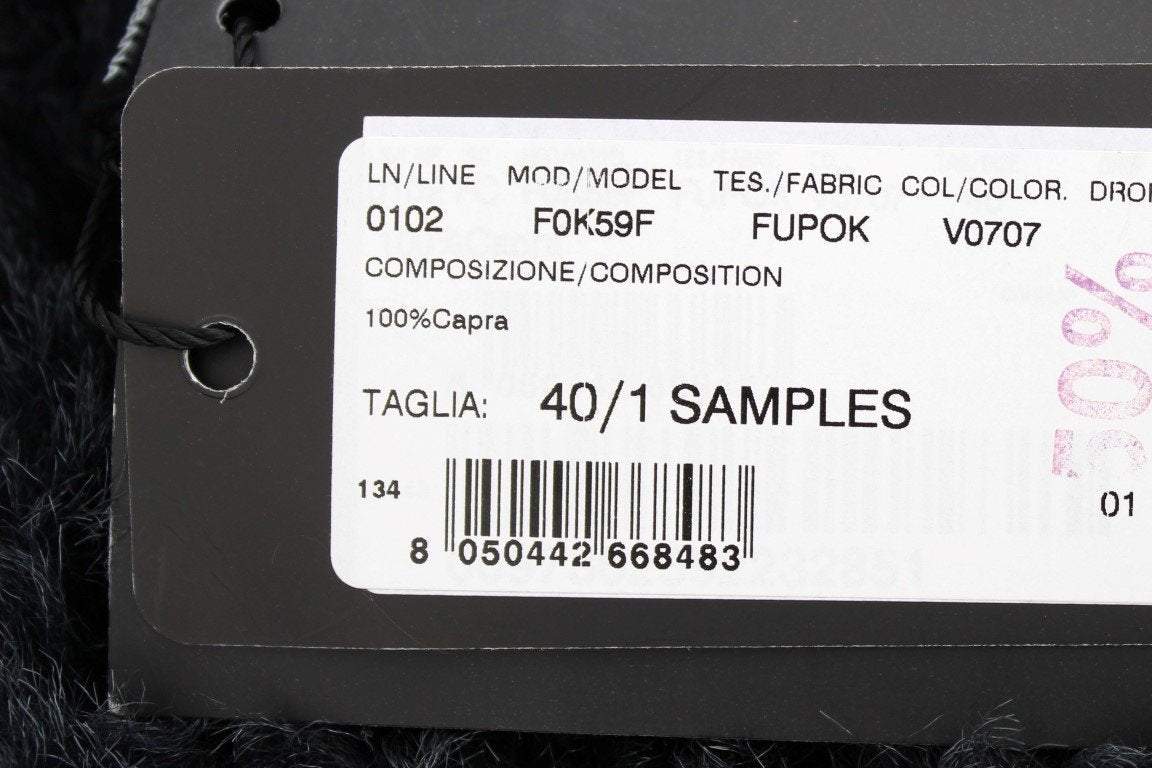 LN/LINE MOD/MODEL TES./FABRIC COL/COLOR.
0102 F0K59F FUPOK V0707
COMPOSIZIONE/COMPOSITION
100%Capra
TAGLIA: 40/1 SAMPLES
50%
134
01
8 050442 668483